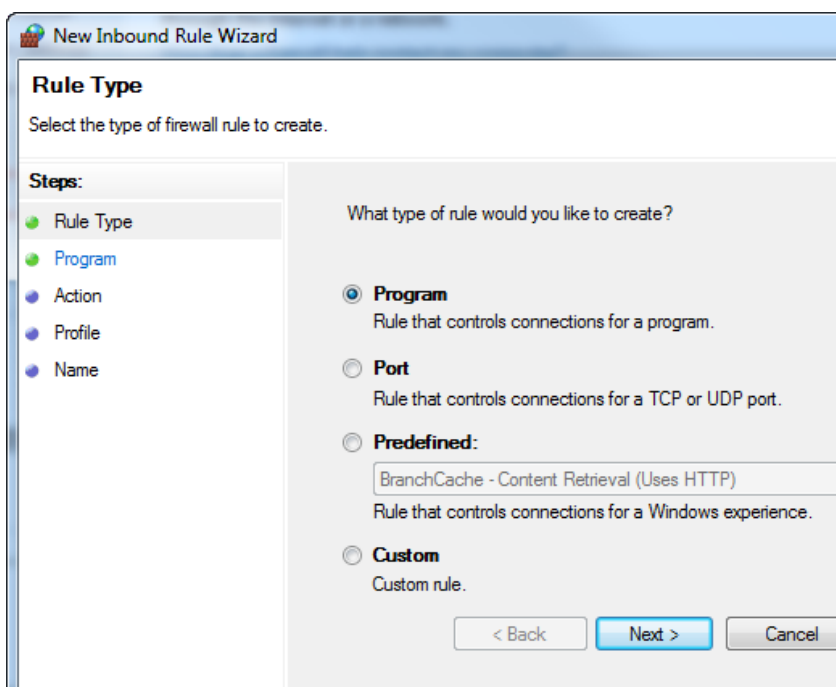 New Inbound Rule Wizard
Rule Type
Select the type of firewall rule to create.
Steps:
Rule Type
Program
Action
Profile
Name
What type of rule would you like to create?
Program
Rule that controls connections for a program.
Port
Rule that controls connections for a TCP or UDP port.
Predefined:
BranchCache - Content Retrieval (Uses HTTP)
Rule that controls connections for a Windows experience.
Custom
Custom rule.
< Back Next > Cancel